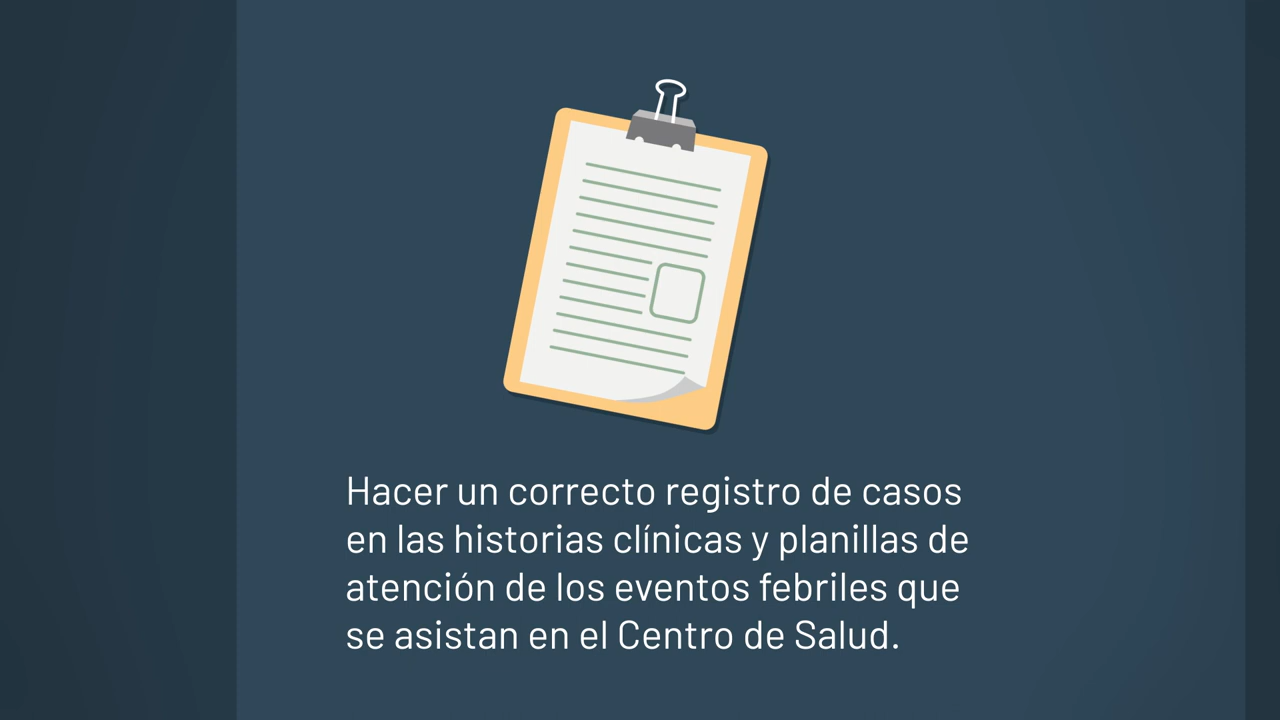 Hacer un correcto registro de casos
en las historias clínicas y planillas de
atención de los eventos febriles que
se asistan en el Centro de Salud.